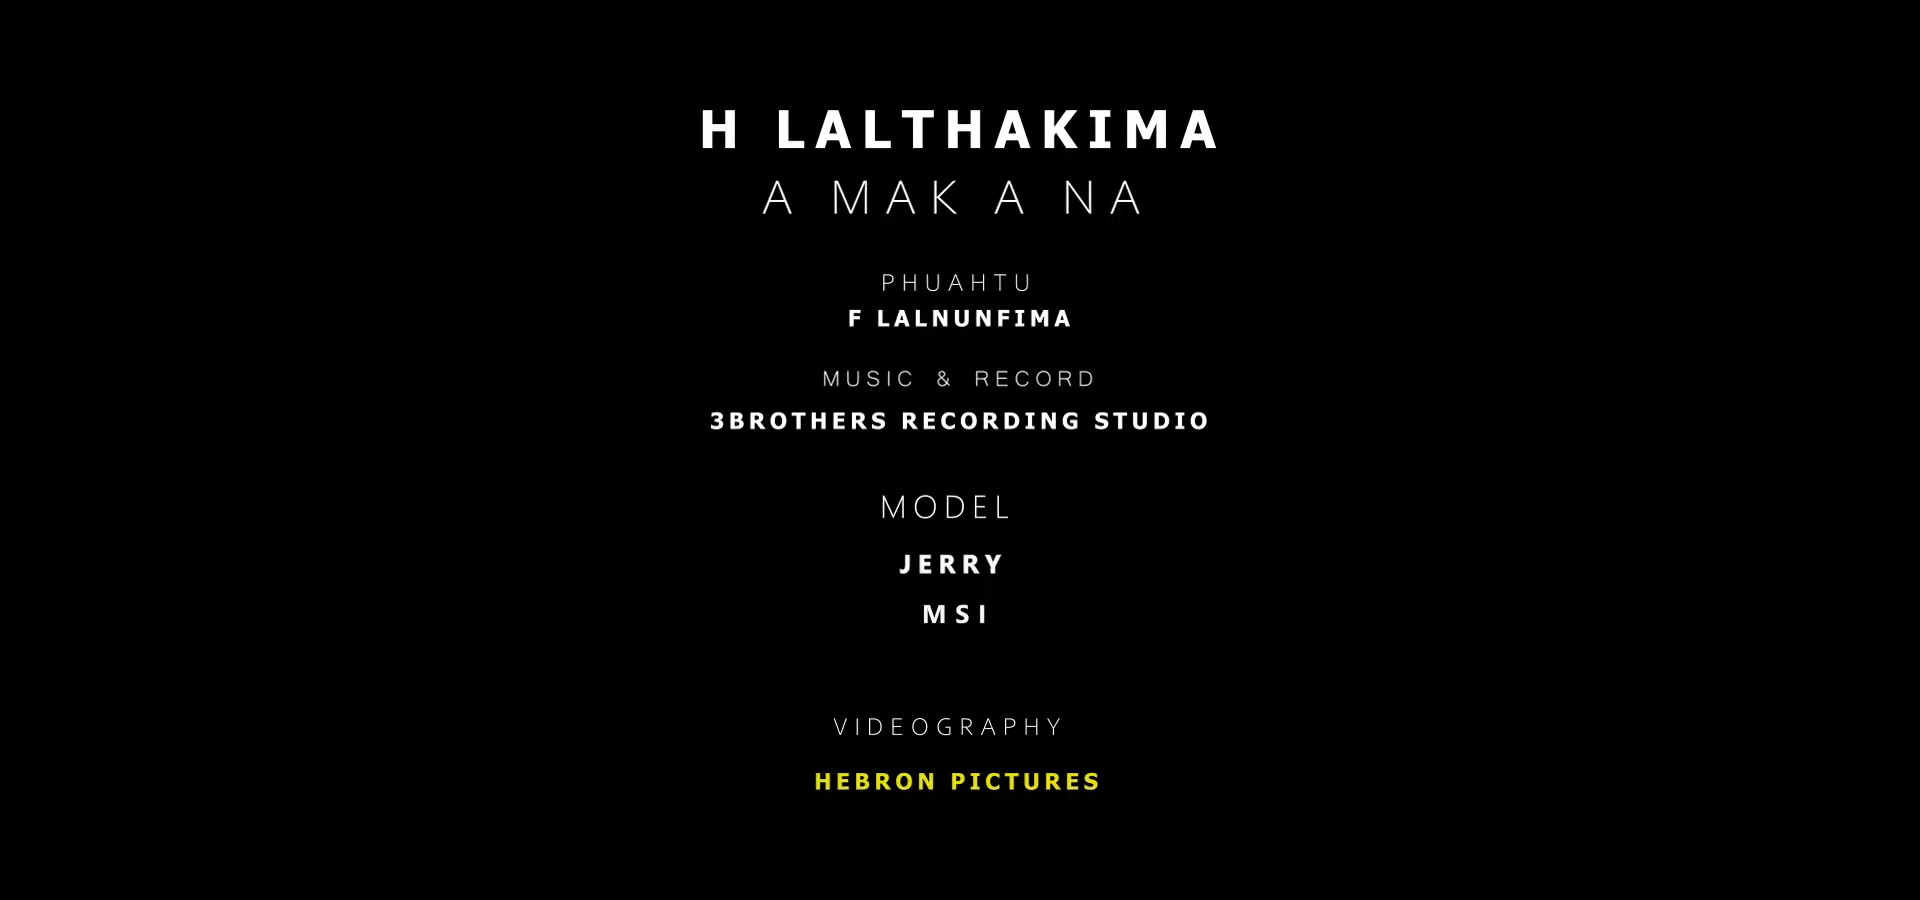 H LALTHAKIMA
A MAK A NA
PHUAHTU
F LALNUNFIMA
MUSIC & RECORD
3BROTHERS RECORDING STUDIO
MODEL
JERRY
MSI
VIDEOGRAPHY
HEBRON PICTURES